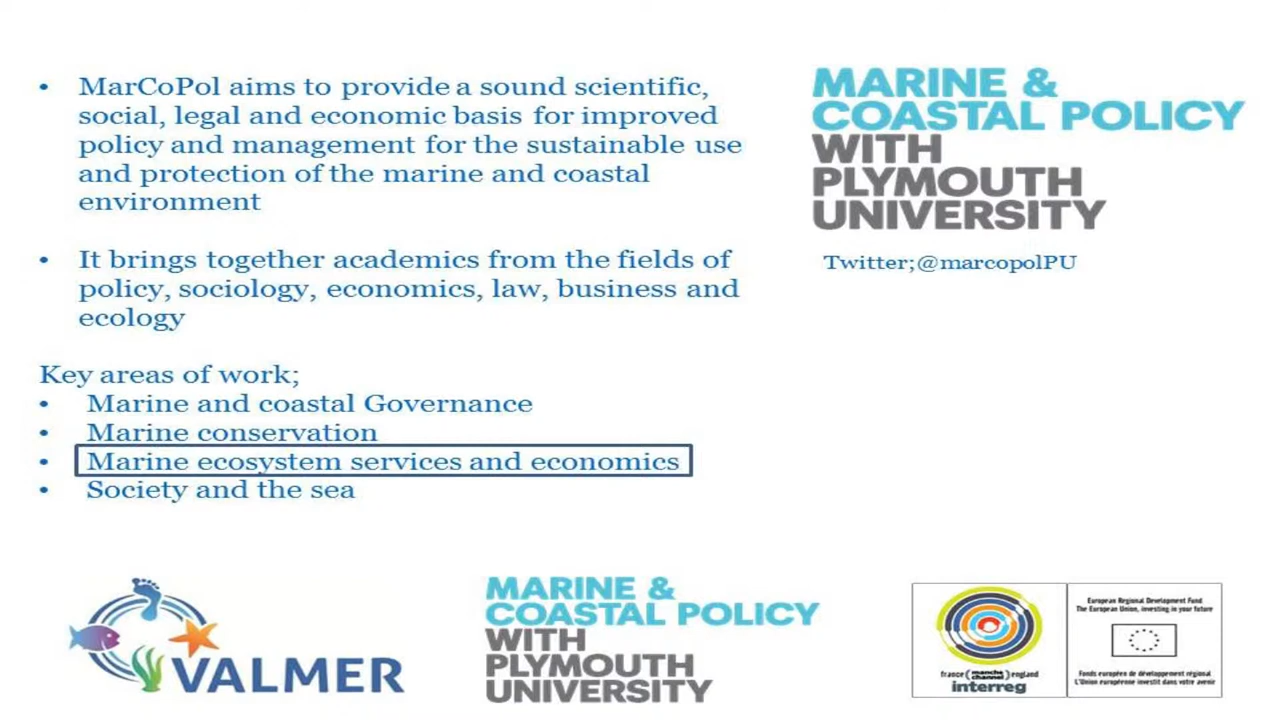 • MarCoPol aims to provide a sound scientific,
social, legal and economic basis for improved
policy and management for the sustainable use
and protection of the marine and coastal
environment
• It brings together academics from the fields of
policy, sociology, economics, law, business and
ecology
Key areas of work;
• Marine and coastal Governance
• Marine conservation
• Marine ecosystem services and economics
• Society and the sea
MARINE &
COASTAL POLICY
WITH
PLYMOUTH
UNIVERSITY
Twitter;@marcopolPU
VALMER
MARINE &
COASTAL POLICY
WITH
PLYMOUTH
UNIVERSITY
france (manche channel) england
interreg
European Regional Development Fund
The European Union, investing in your future
Fonds européen de développement régional
L'Union européenne investit dans votre avenir